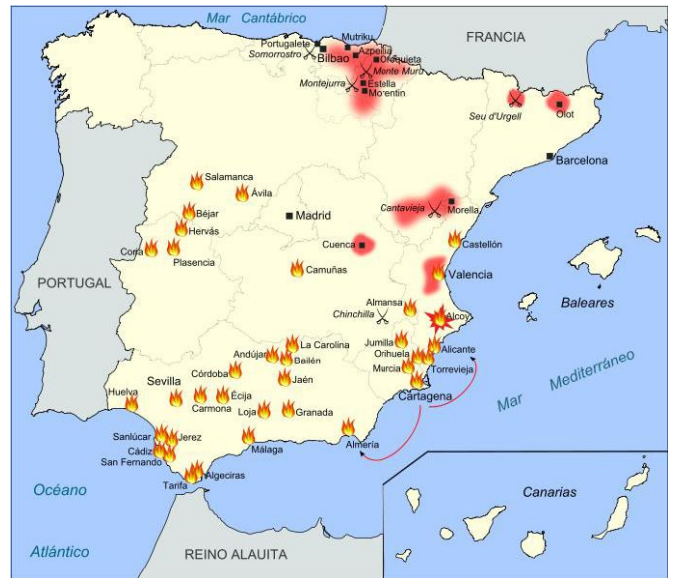 Mar Cantábrico
FRANCIA
Mutriku
Portugalete
Somorrostro
Bilbao
Azpeitia
Oroquieta
Monte Muru
Montejurra
Estella
Morentin
Seu d'Urgell
Olot
Barcelona
Salamanca
Ávila
Béjar
Hervás
Coria
Plasencia
Madrid
Cantavieja
Morella
Cuenca
Castellón
Camuñas
Valencia
PORTUGAL
Baleares
Almansa
Chinchilla
Alcoy
La Carolina
Jumilla
Alicante
Andújar
Bailén
Orihuela
Torrevieja
Murcia
Córdoba
Jaén
Cartagena
Sevilla
Huelva
Écija
Carmona
Loja
Granada
Mar Mediterráneo
Sanlúcar
Jerez
Málaga
Almería
Cádiz
San Fernando
Algeciras
Tarifa
Océano
Atlántico
REINO ALAUITA
Canarias